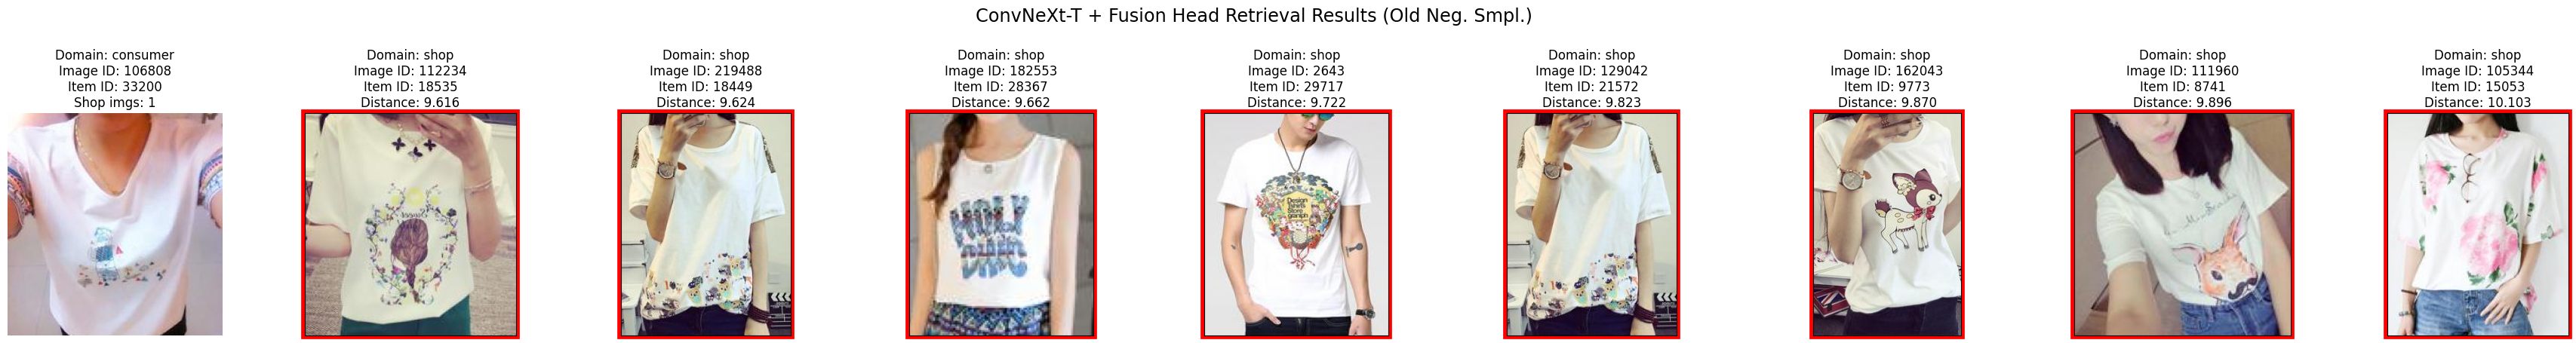 ConvNeXt-T + Fusion Head Retrieval Results (Old Neg. Smpl.)
Domain: consumer
Image ID: 106808
Item ID: 33200
Shop imgs: 1
Domain: shop
Image ID: 112234
Item ID: 18535
Distance: 9.616
Domain: shop
Image ID: 219488
Item ID: 18449
Distance: 9.624
Domain: shop
Image ID: 182553
Item ID: 28367
Distance: 9.662
Domain: shop
Image ID: 2643
Item ID: 29717
Distance: 9.722
Domain: shop
Image ID: 129042
Item ID: 21572
Distance: 9.823
Domain: shop
Image ID: 162043
Item ID: 9773
Distance: 9.870
Domain: shop
Image ID: 111960
Item ID: 8741
Distance: 9.896
Domain: shop
Image ID: 105344
Item ID: 15053
Distance: 10.103
Design
tshirts
Store
graniph